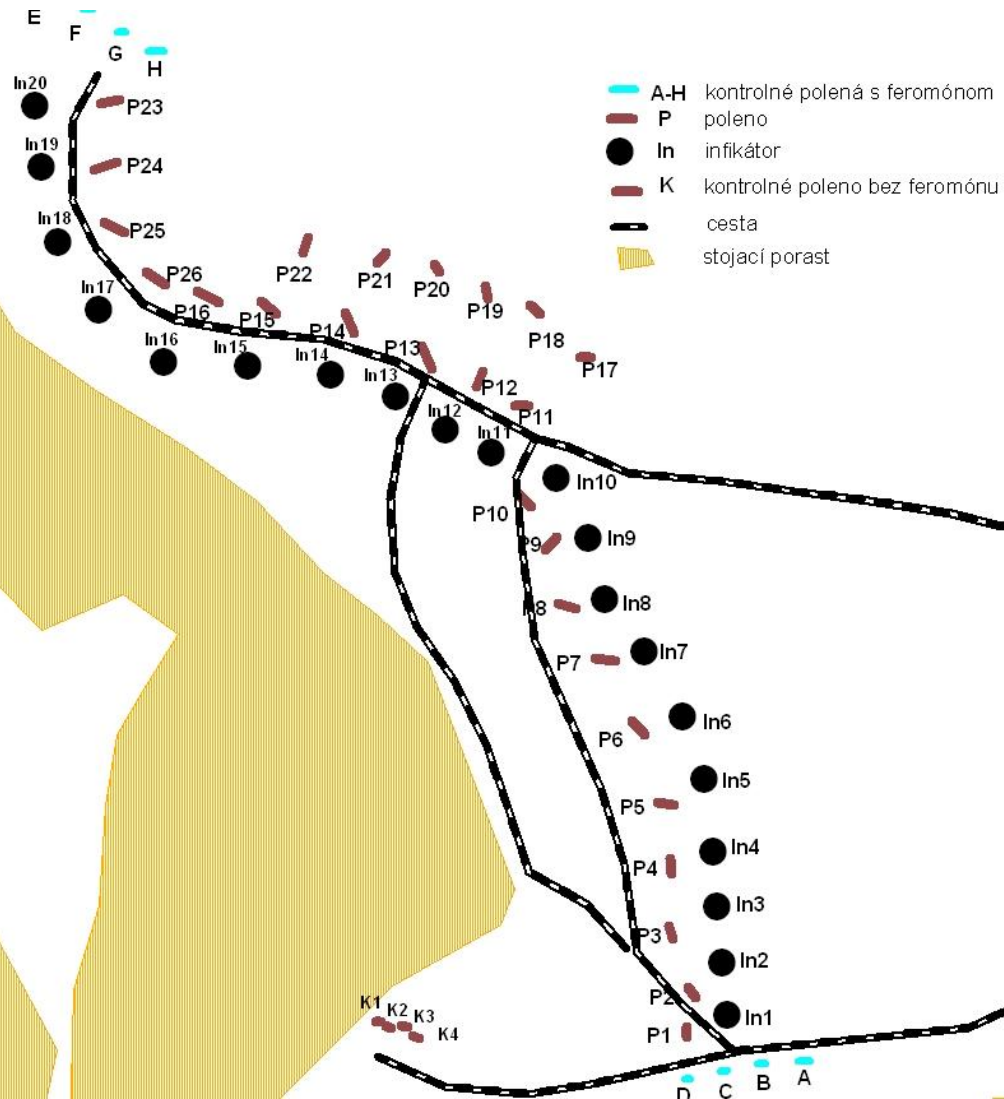 E
F
G
H
In20
P23
A-H kontrolné polená s feromónom
P poleno
In19
P24
In infikátor
K kontrolné poleno bez feromónu
In18
P25
cesta
stojací porast
P22
P21
P20
P26
In17
P16
P15
P14
P19
P18
In16
In15
In14
P13
P17
In13
P12
In12
In11
P11
In10
P10
P9
In9
In8
P7
In7
P6
In6
In5
P5
In4
P4
In3
P3
In2
P2
K1
K2
K3
K4
In1
P1
D
C
B
A